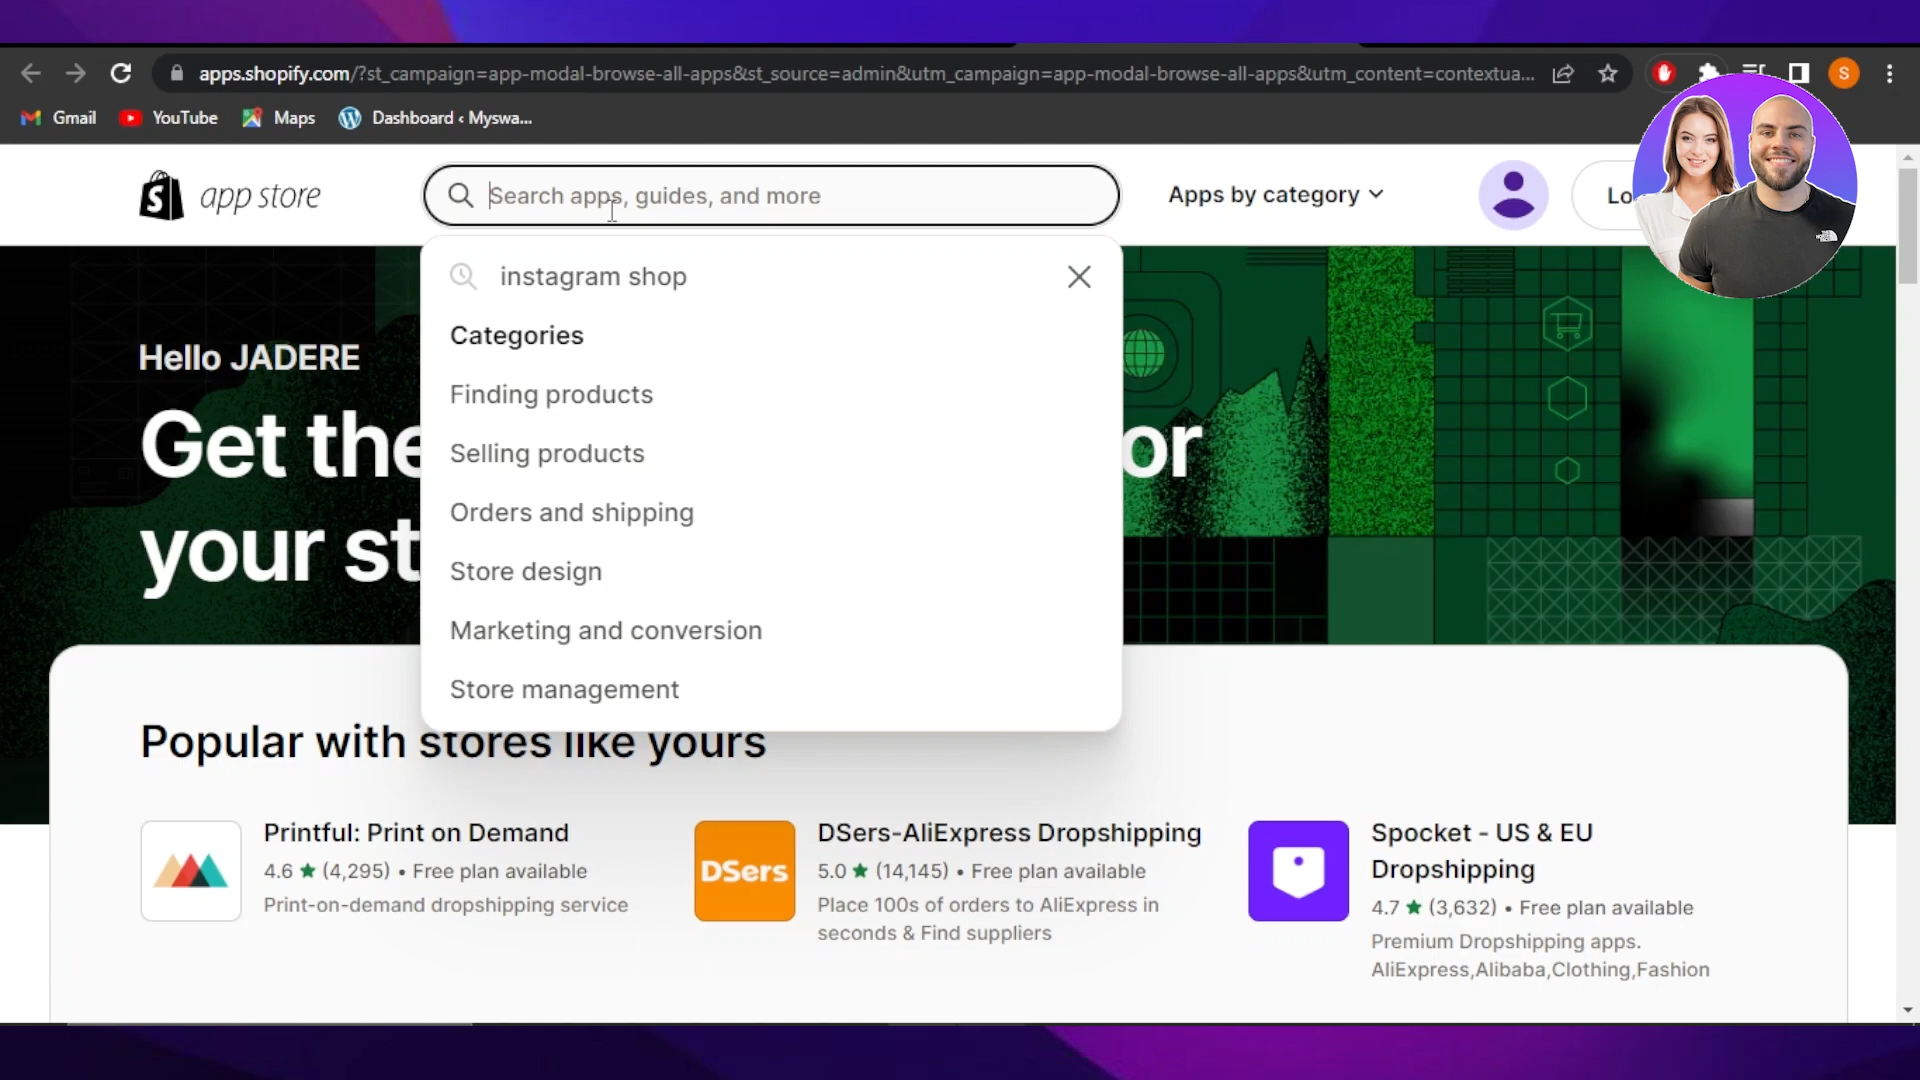 apps.shopify.com/?st_campaign=app-modal-browse-all-apps&st_source=admin&utm_campaign=app-modal-browse-all-apps&utm_content=contextua...
S
Gmail YouTube Maps Dashboard ‹ Myswa...
app store
Search apps, guides, and more
Apps by category
Lo
instagram shop
Categories
Finding products
Selling products
Orders and shipping
Store design
Marketing and conversion
Store management
Hello JADERE
Get the or
your st
Popular with stores like yours
Printful: Print on Demand
4.6 ★ (4,295) • Free plan available
Print-on-demand dropshipping service
DSers
DSers-AliExpress Dropshipping
5.0 ★ (14,145) • Free plan available
Place 100s of orders to AliExpress in
seconds & Find suppliers
Spocket - US & EU
Dropshipping
4.7 ★ (3,632) • Free plan available
Premium Dropshipping apps.
AliExpress,Alibaba,Clothing,Fashion